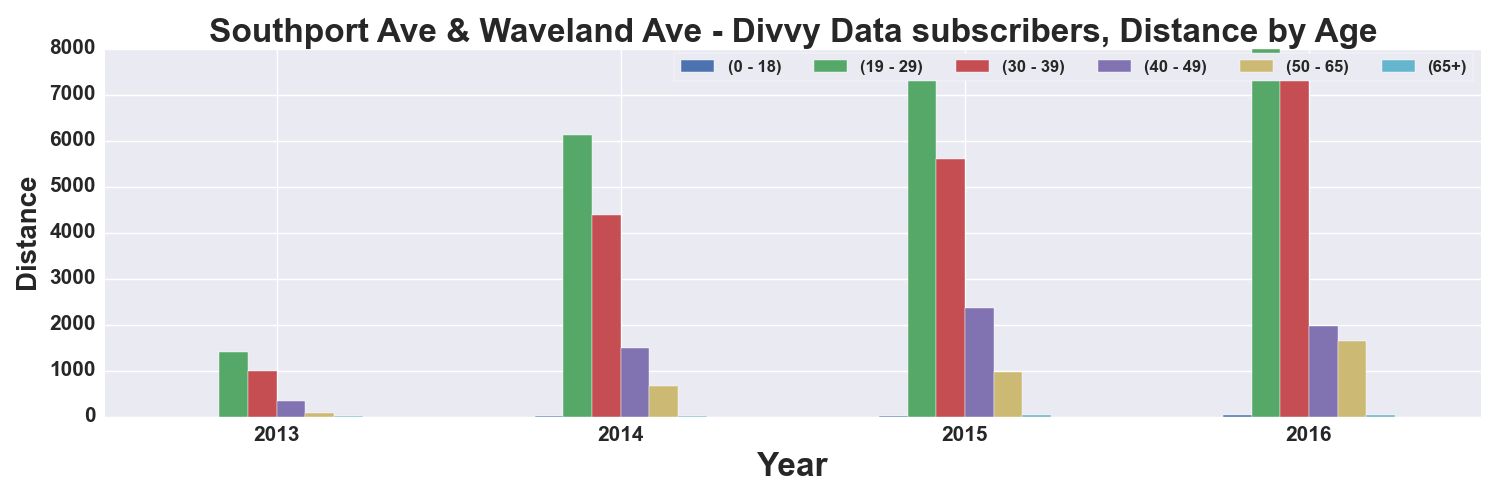 Southport Ave & Waveland Ave - Divvy Data subscribers, Distance by Age
8000
(0 - 18) (19 - 29) (30 - 39) (40 - 49) (50 - 65) (65+)
7000
6000
5000
4000
3000
2000
1000
0
Distance
2013 2014 2015 2016
Year